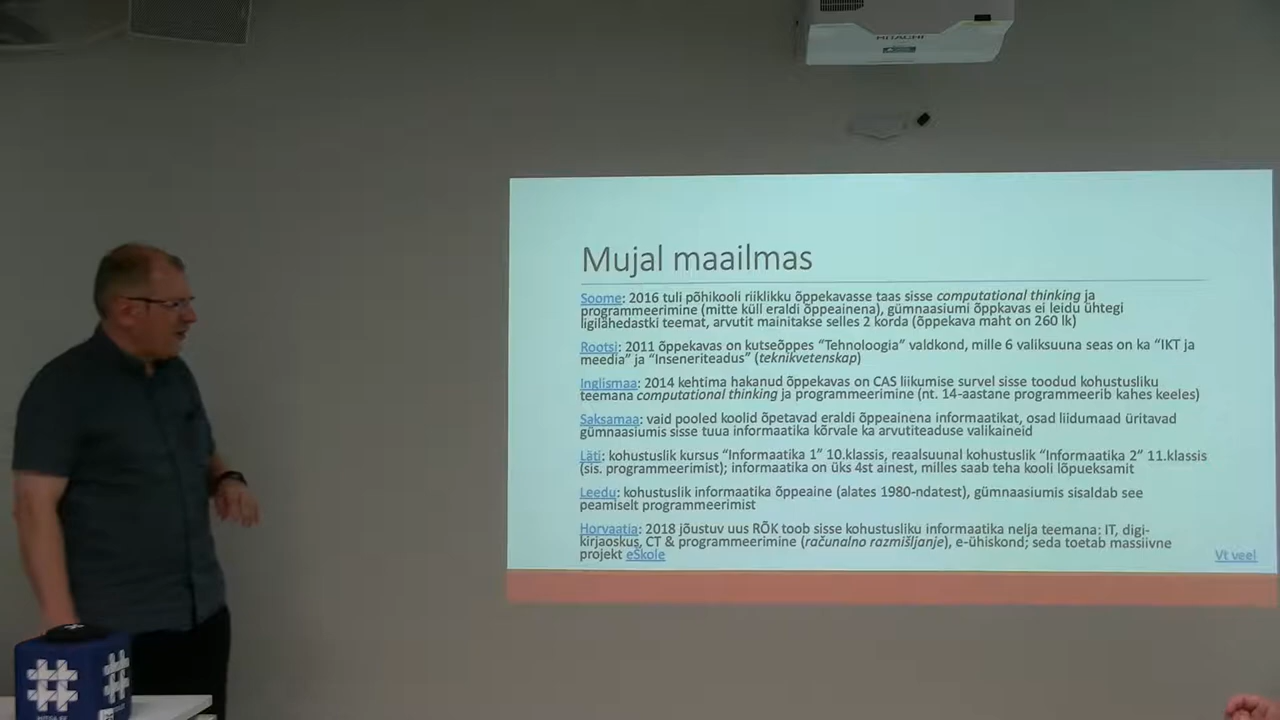 HITACHI
Mujal maailmas
Soome: 2016 tuli põhikooli riiklikku õppekavasse taas sisse computational thinking ja
programmeerimine (mitte küll eraldi õppeainena), gümnaasiumi õppkavas ei leidu ühtegi
ligilähedastki teemat, arvutit mainitakse selles 2 korda (õppekava maht on 260 lk)
Rootsi: 2011 õppekavas on kutseõppes "Tehnoloogia" valdkond, mille 6 valiksuuna seas on ka "IKT ja
meedia" ja "Inseneriteadus" (teknikvetenskap)
Inglismaa: 2014 kehtima hakanud õppekavas on CAS liikumise survel sisse toodud kohustusliku
teemana computational thinking ja programmeerimine (nt. 14-aastane programmeerib kahes keeles)
Saksamaa: vaid pooled koolid õpetavad eraldi õppeainena informaatikat, osad liidumaad üritavad
gümnaasiumis sisse tuua informaatika kõrvale ka arvutiteaduse valikaineid
Läti: kohustuslik kursus "Informaatika 1" 10.klassis, reaalsuunal kohustuslik "Informaatika 2" 11.klassis
(sis. programmeerimist); informaatika on üks 4st ainest, milles saab teha kooli lõpueksamit
Leedu: kohustuslik informaatika õppeaine (alates 1980-ndatest), gümnaasiumis sisaldab see
peamiselt programmeerimist
Horvaatia: 2018 jõustuv uus RÕK toob sisse kohustusliku informaatika nelja teemana: IT, digi-
kirjaoskus, CT & programmeerimine (računalno razmišljanje), e-ühiskond; seda toetab massiivne
projekt eŠkole
Vt veel